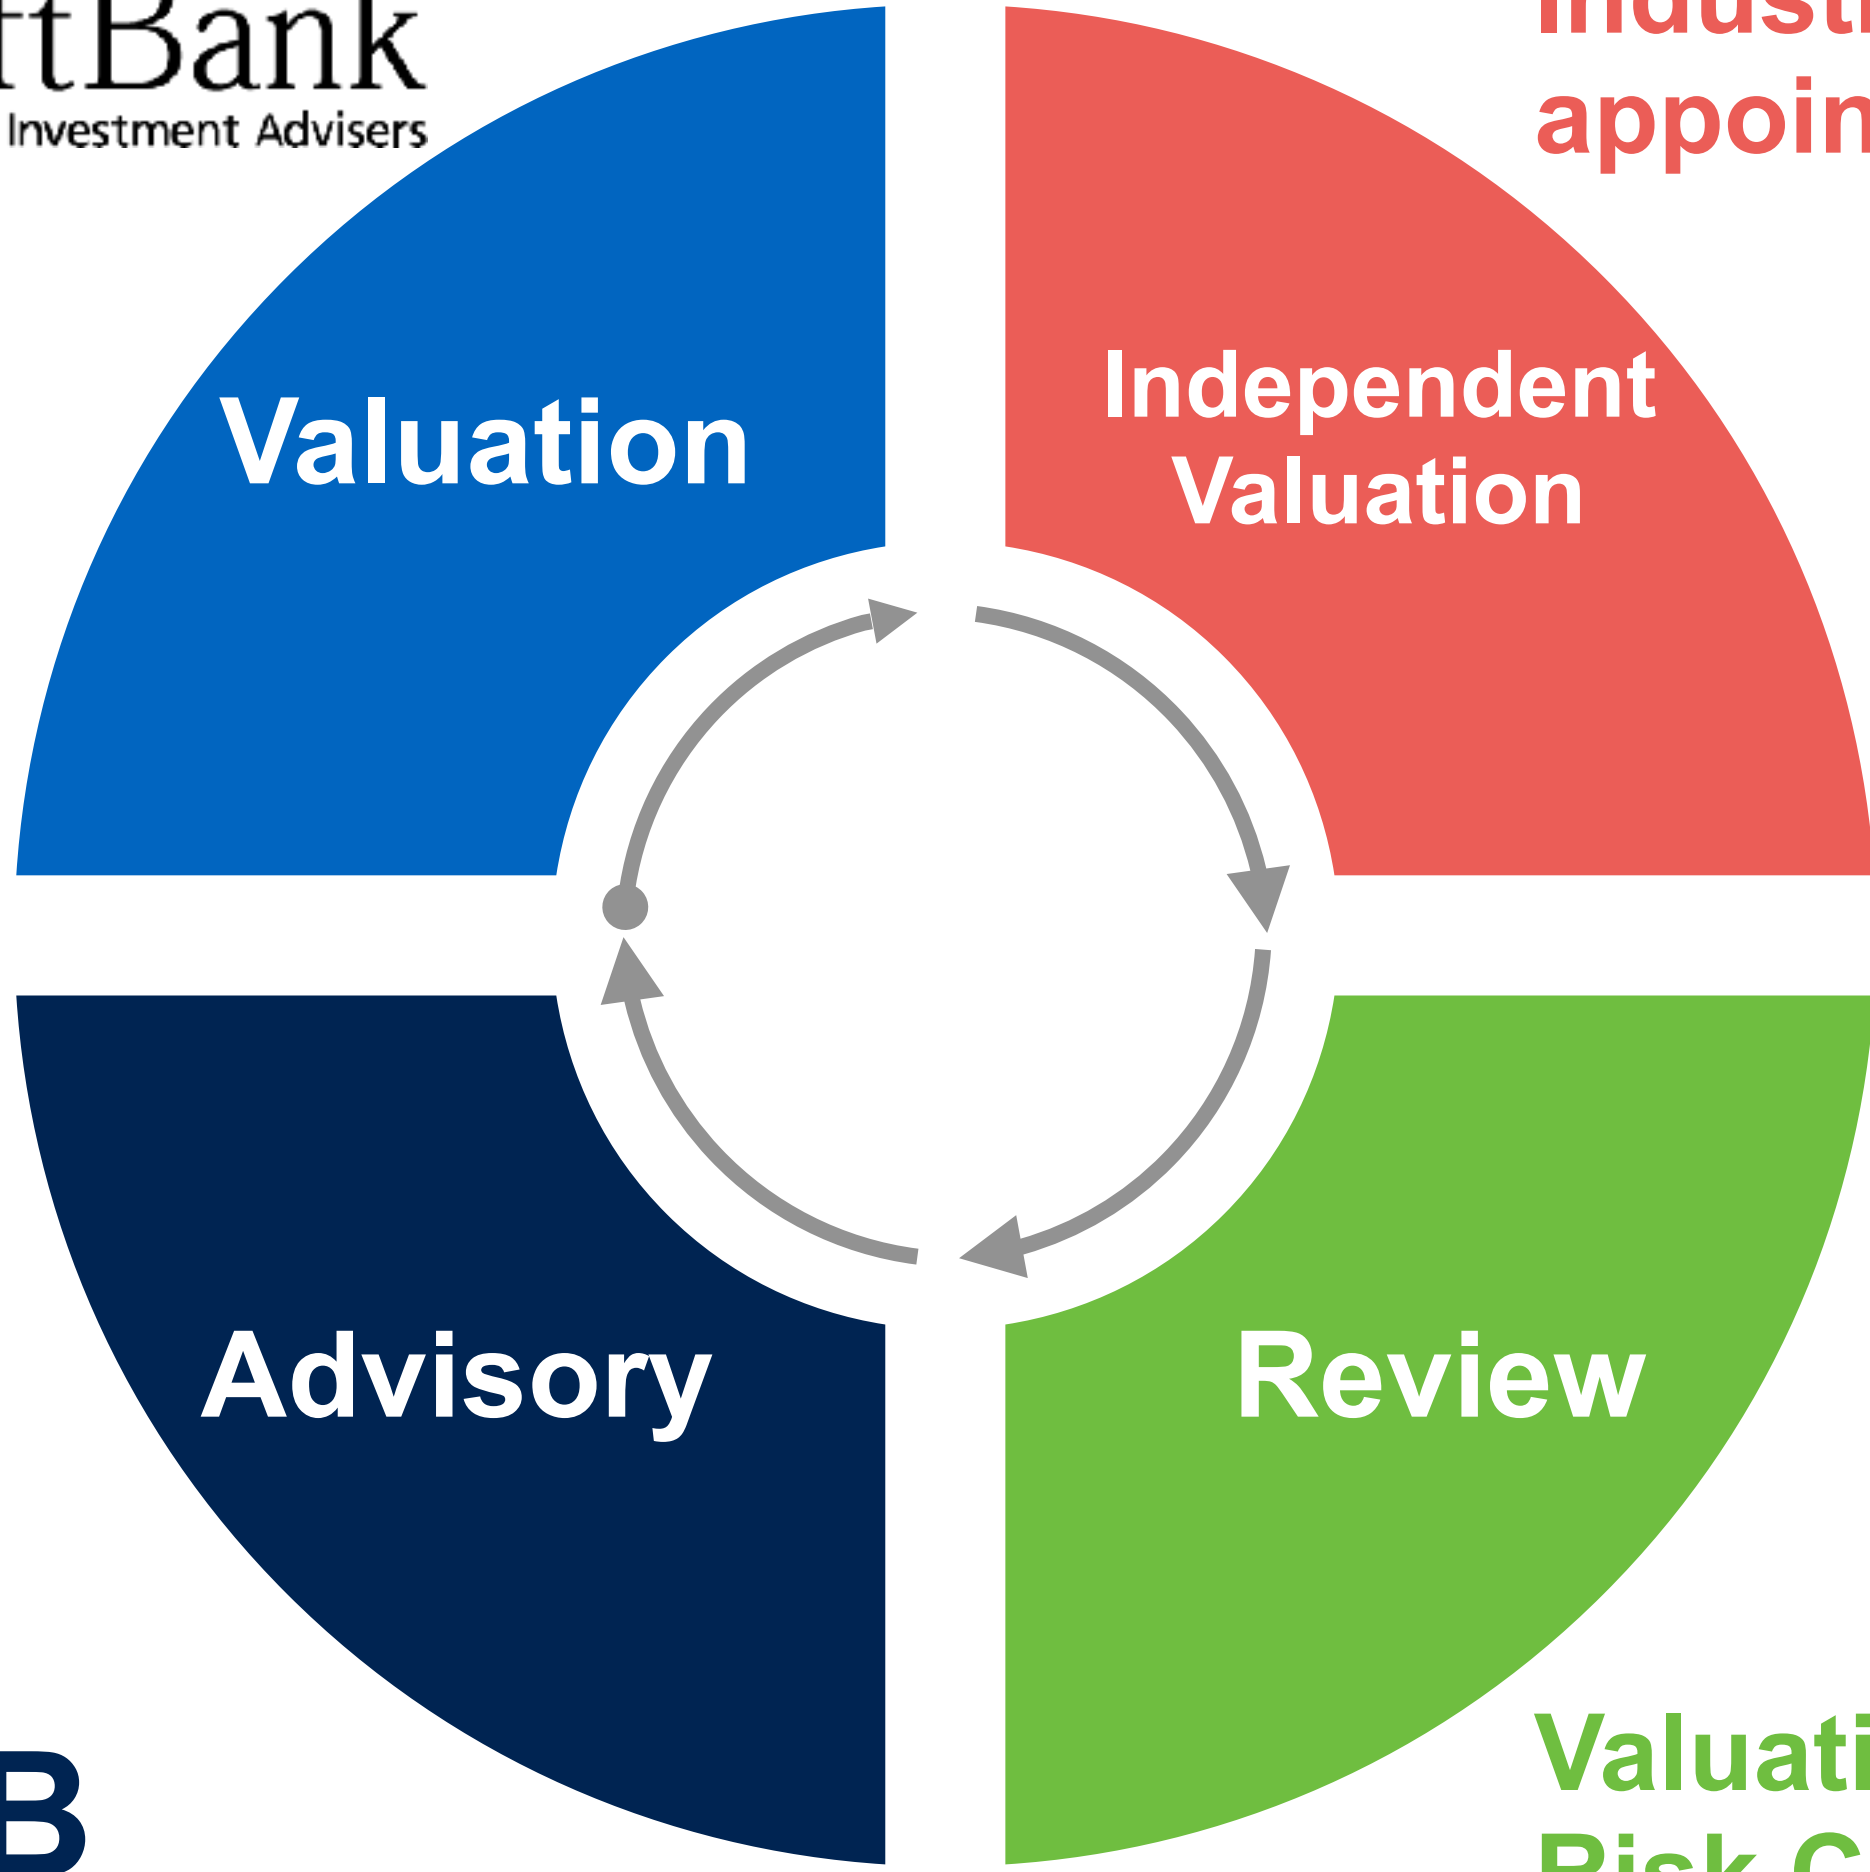 ftBank
Investment Advisers
appoin
Valuation
Independent
Valuation
Advisory
Review
B
Valuati